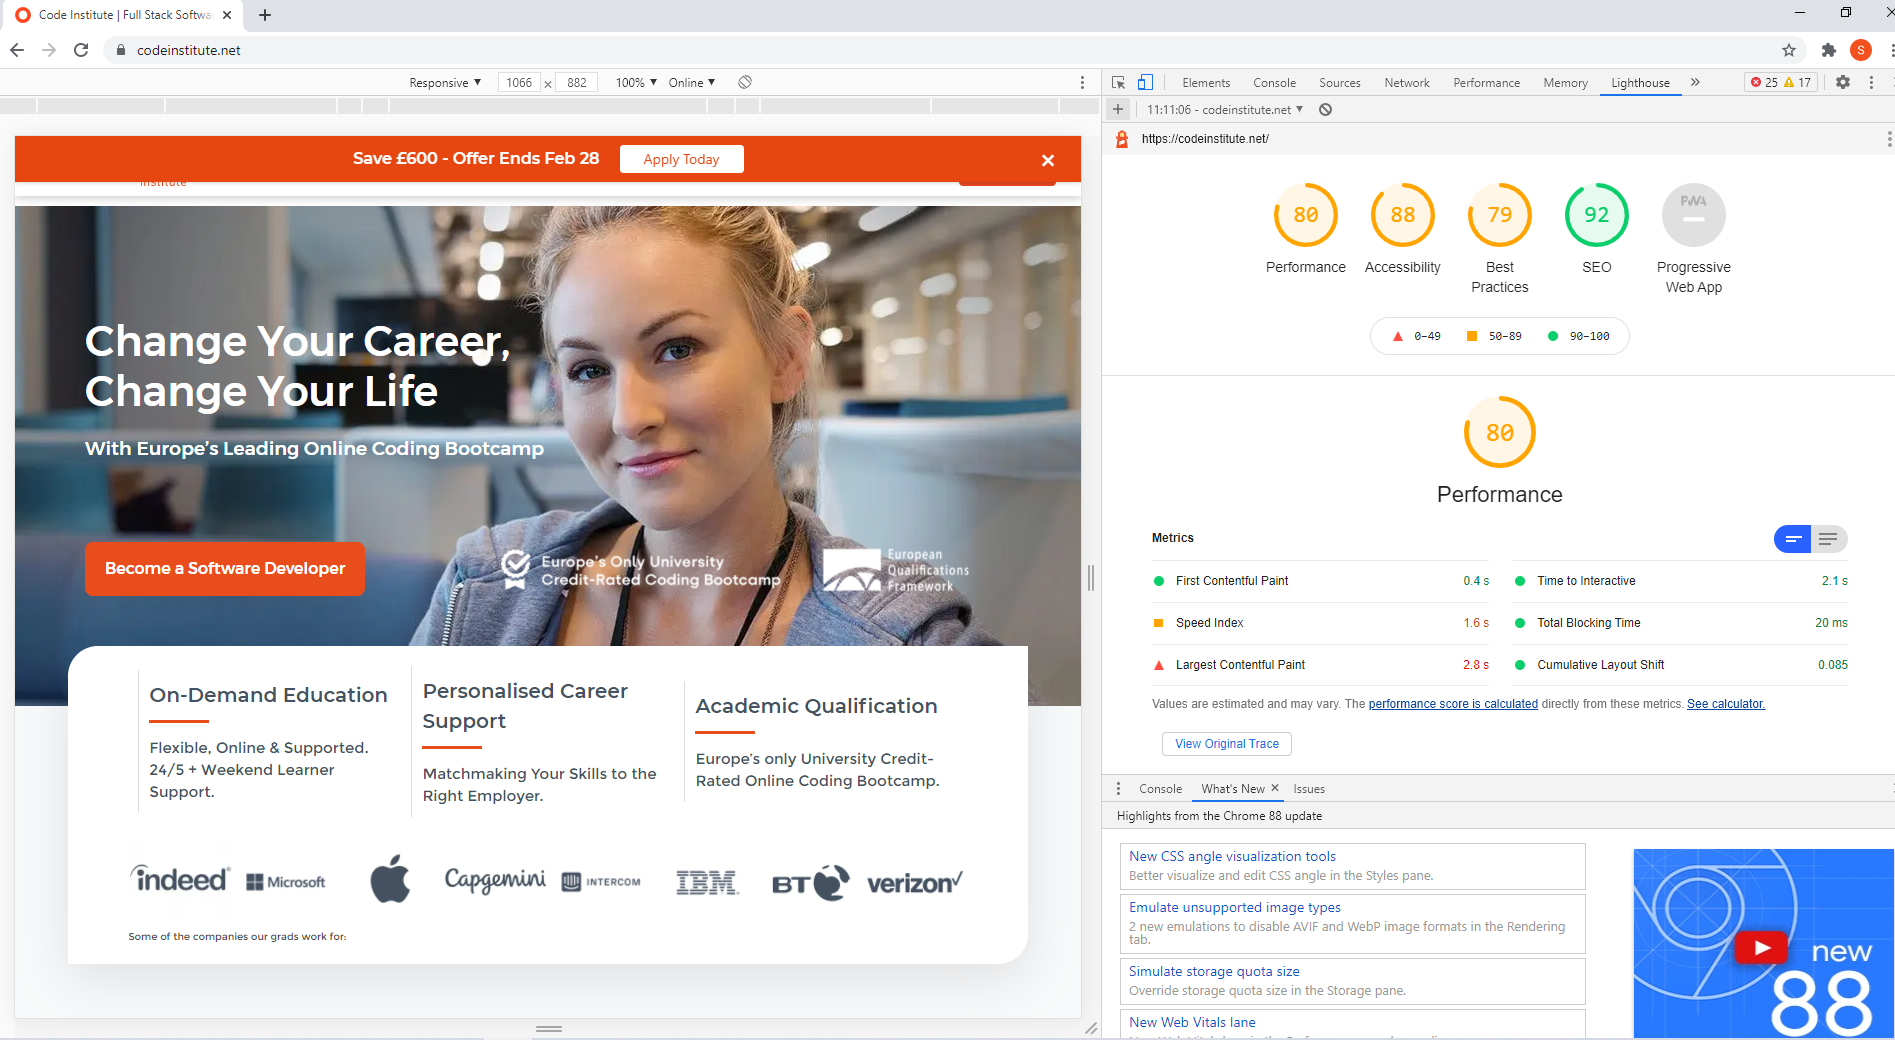 Code Institute | Full Stack Softwa
codeinstitute.net
S
Responsive
1066 x 882
100%
Online
Elements
Console
Sources
Network
Performance
Memory
Lighthouse
25
17
11:11:06 - codeinstitute.net
https://codeinstitute.net/
Save £600 - Offer Ends Feb 28
Apply Today
Institute
Change Your Career,
Change Your Life
With Europe’s Leading Online Coding Bootcamp
Become a Software Developer
Europe's Only University
Credit-Rated Coding Bootcamp
European
Qualifications
Framework
On-Demand Education
Flexible, Online & Supported.
24/5 + Weekend Learner
Support.
Personalised Career
Support
Matchmaking Your Skills to the
Right Employer.
Academic Qualification
Europe’s only University Credit-
Rated Online Coding Bootcamp.
indeed
Microsoft
Capgemini
INTERCOM
IBM
BT
verizon
Some of the companies our grads work for:
80
88
79
92
PWA
Performance
Accessibility
Best
Practices
SEO
Progressive
Web App
0-49
50-89
90-100
80
Performance
Metrics
First Contentful Paint 0.4 s
Time to Interactive 2.1 s
Speed Index 1.6 s
Total Blocking Time 20 ms
Largest Contentful Paint 2.8 s
Cumulative Layout Shift 0.085
Values are estimated and may vary. The performance score is calculated directly from these metrics. See calculator.
View Original Trace
Console
What's New
Issues
Highlights from the Chrome 88 update
New CSS angle visualization tools
Better visualize and edit CSS angle in the Styles pane.
Emulate unsupported image types
2 new emulations to disable AVIF and WebP image formats in the Rendering
tab.
Simulate storage quota size
Override storage quota size in the Storage pane.
New Web Vitals lane
new
88